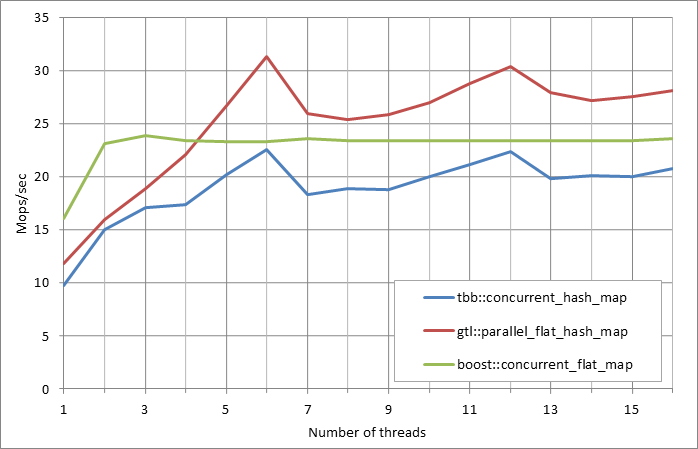 35
30
25
20
15
10
5
0
Mops/sec
tbb::concurrent_hash_map
gtl::parallel_flat_hash_map
boost::concurrent_flat_map
1 3 5 7 9 11 13 15
Number of threads